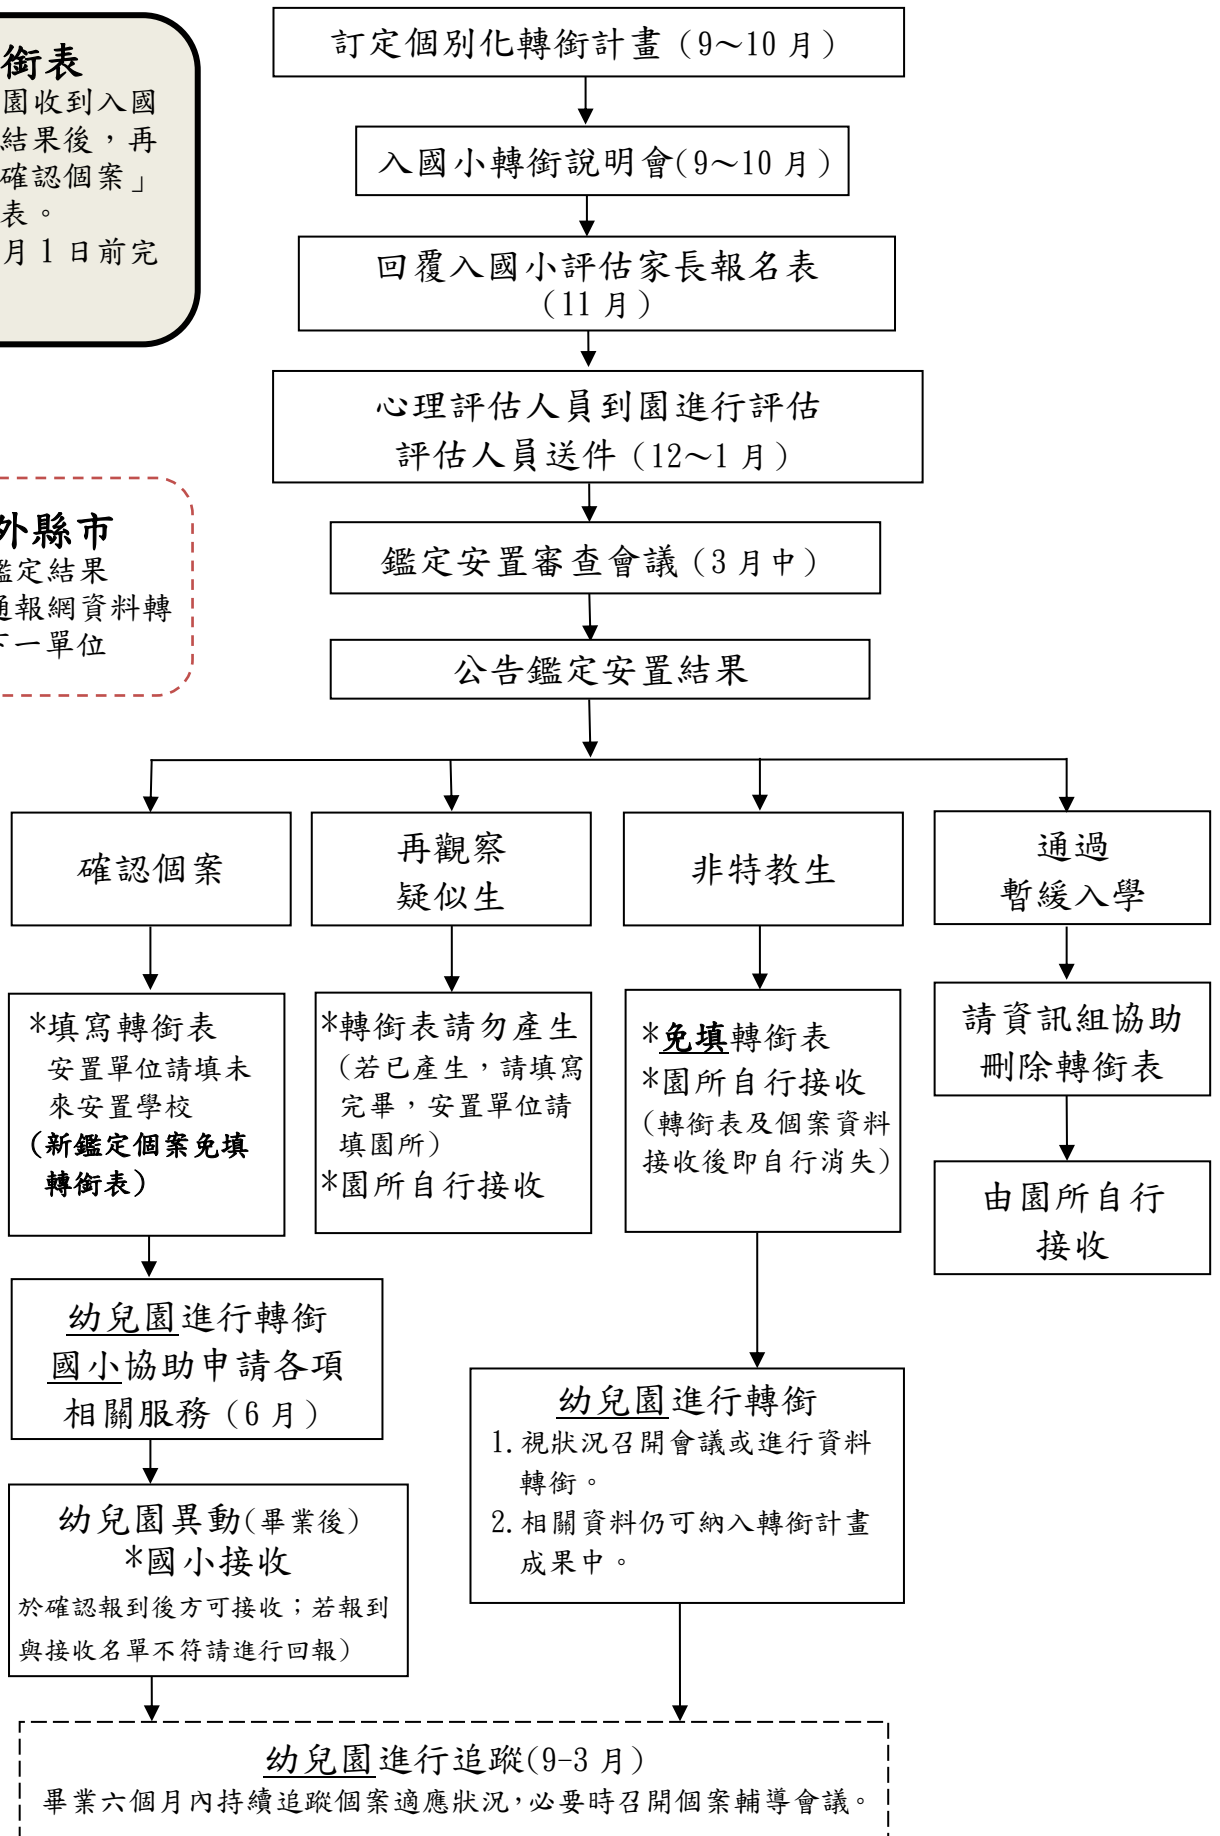 訂定個別化轉銜計畫（9～10 月）
銜表
園收到入國
結果後，再
確認個案」
表。
月 1 日前完
入國小轉銜說明會(9～10 月）
回覆入國小評估家長報名表
（11 月）
心理評估人員到園進行評估
評估人員送件（12～1 月）
外縣市
鑑定結果
通報網資料轉
下一單位
鑑定安置審查會議（3 月中）
公告鑑定安置結果
確認個案
再觀察
疑似生
非特教生
通過
暫緩入學
*填寫轉銜表
安置單位請填未
來安置學校
（新鑑定個案免填
轉銜表）
*轉銜表請勿產生
（若已產生，請填寫
完畢，安置單位請
填園所）
*園所自行接收
*免填轉銜表
*園所自行接收
（轉銜表及個案資料
接收後即自行消失）
請資訊組協助
刪除轉銜表
由園所自行
接收
幼兒園進行轉銜
國小協助申請各項
相關服務（6 月）
幼兒園進行轉銜
1.視狀況召開會議或進行資料
轉銜。
2.相關資料仍可納入轉銜計畫
成果中。
幼兒園異動(畢業後）
*國小接收
於確認報到後方可接收；若報到
與接收名單不符請進行回報）
幼兒園進行追蹤(9-3 月）
畢業六個月內持續追蹤個案適應狀況，必要時召開個案輔導會議。